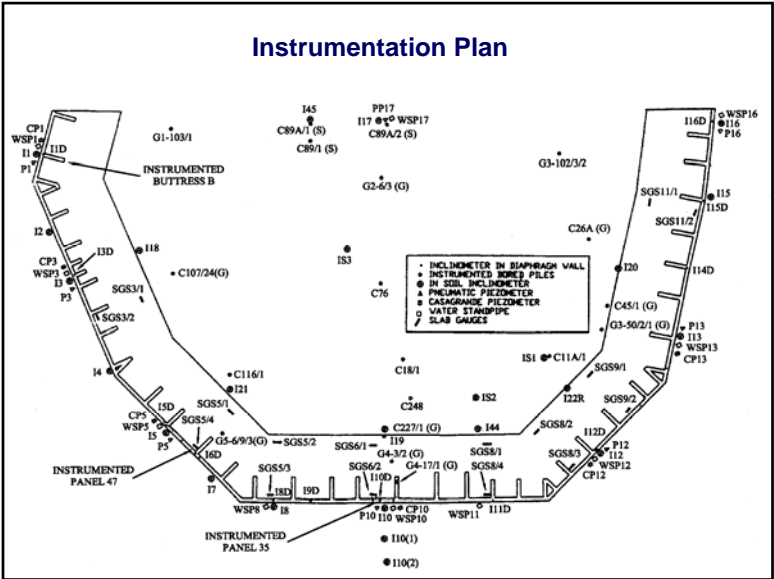 Instrumentation Plan
I45
PP17
I17
WSP17
C89A/1 (S)
C89A/2 (S)
C89/1 (S)
G1-103/1
G2-6/3 (G)
G3-102/3/2
WSP16
I16
P16
I16D
CP1
WSP1
I1
P1
I1D
INSTRUMENTED
BUTTRESS B
SGS11/1
I15
I15D
SGS11/2
C26A (G)
I2
I18
IS3
CP3
WSP3
I3
P3
I3D
C107/24(G)
SGS3/1
SGS3/2
C76
INCLINOMETER IN DIAPHRAGM WALL
INSTRUMENTED BORED PILES
IN SOIL INCLINOMETER
PNEUMATIC PIEZOMETER
CASAGRANDE PIEZOMETER
WATER STANDPIPE
SLAB GAUGES
I20
I14D
C45/1 (G)
G3-50/2/1 (G)
P13
I13
WSP13
CP13
I4
C116/1
I21
C18/1
IS1
C11A/1
SGS9/1
I22R
SGS9/2
C248
IS2
I5D
SGS5/1
CP5
WSP5
I5
P5
SGS5/4
I6D
G5-6/9/3(G)
SGS5/2
C227/1 (G)
I19
I44
SGS6/1
SGS8/1
SGS8/2
I12D
P12
I12
WSP12
CP12
G4-3/2 (G)
G4-17/1 (G)
SGS8/3
INSTRUMENTED
PANEL 47
I7
SGS5/3
SGS6/2
I10D
SGS8/4
I8D
I9D
WSP8
I8
P10
I10
CP10
WSP10
WSP11
I11D
INSTRUMENTED
PANEL 35
I10(1)
I10(2)